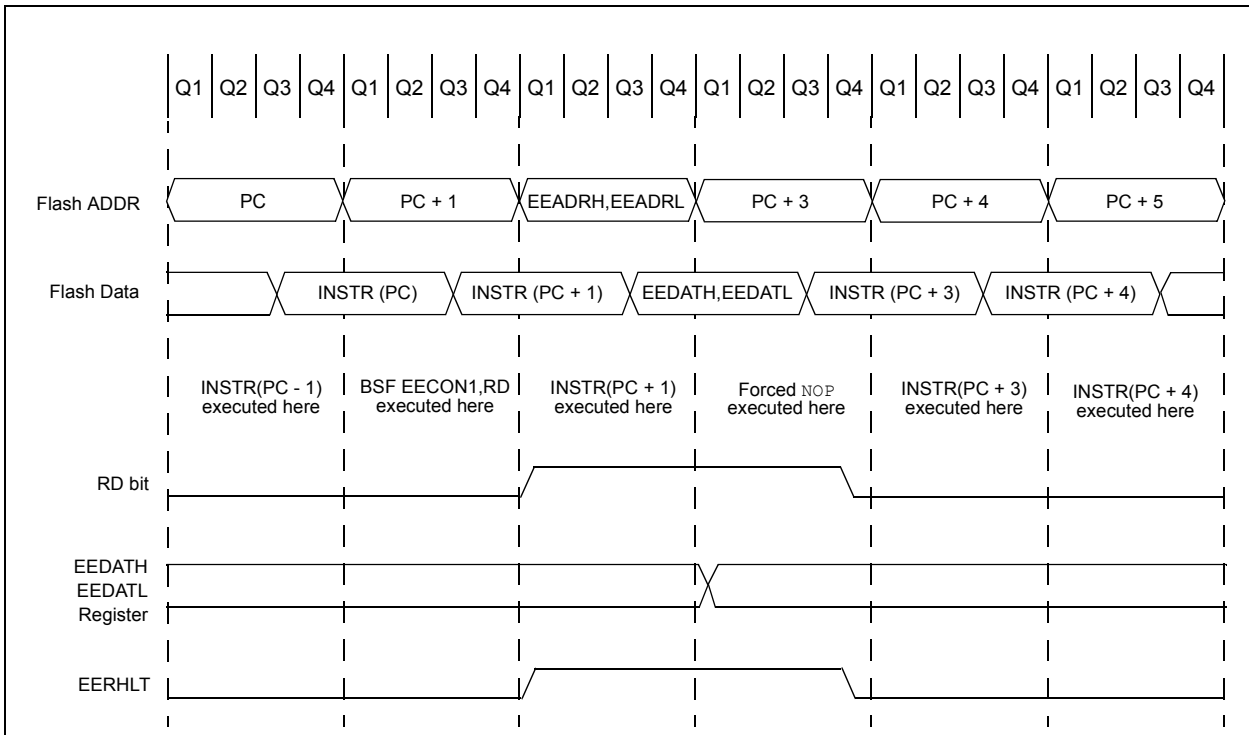 Q1 Q2 Q3 Q4 Q1 Q2 Q3 Q4 Q1 Q2 Q3 Q4 Q1 Q2 Q3 Q4 Q1 Q2 Q3 Q4 Q1 Q2 Q3 Q4
Flash ADDR PC PC + 1 EEADRH,EEADRL PC + 3 PC + 4 PC + 5
Flash Data INSTR (PC) INSTR (PC + 1) EEDATH,EEDATL INSTR (PC + 3) INSTR (PC + 4)
INSTR(PC - 1) BSF EECON1,RD INSTR(PC + 1) Forced NOP INSTR(PC + 3) INSTR(PC + 4)
executed here executed here executed here executed here executed here executed here
RD bit
EEDATH
EEDATL
Register
EERHLT